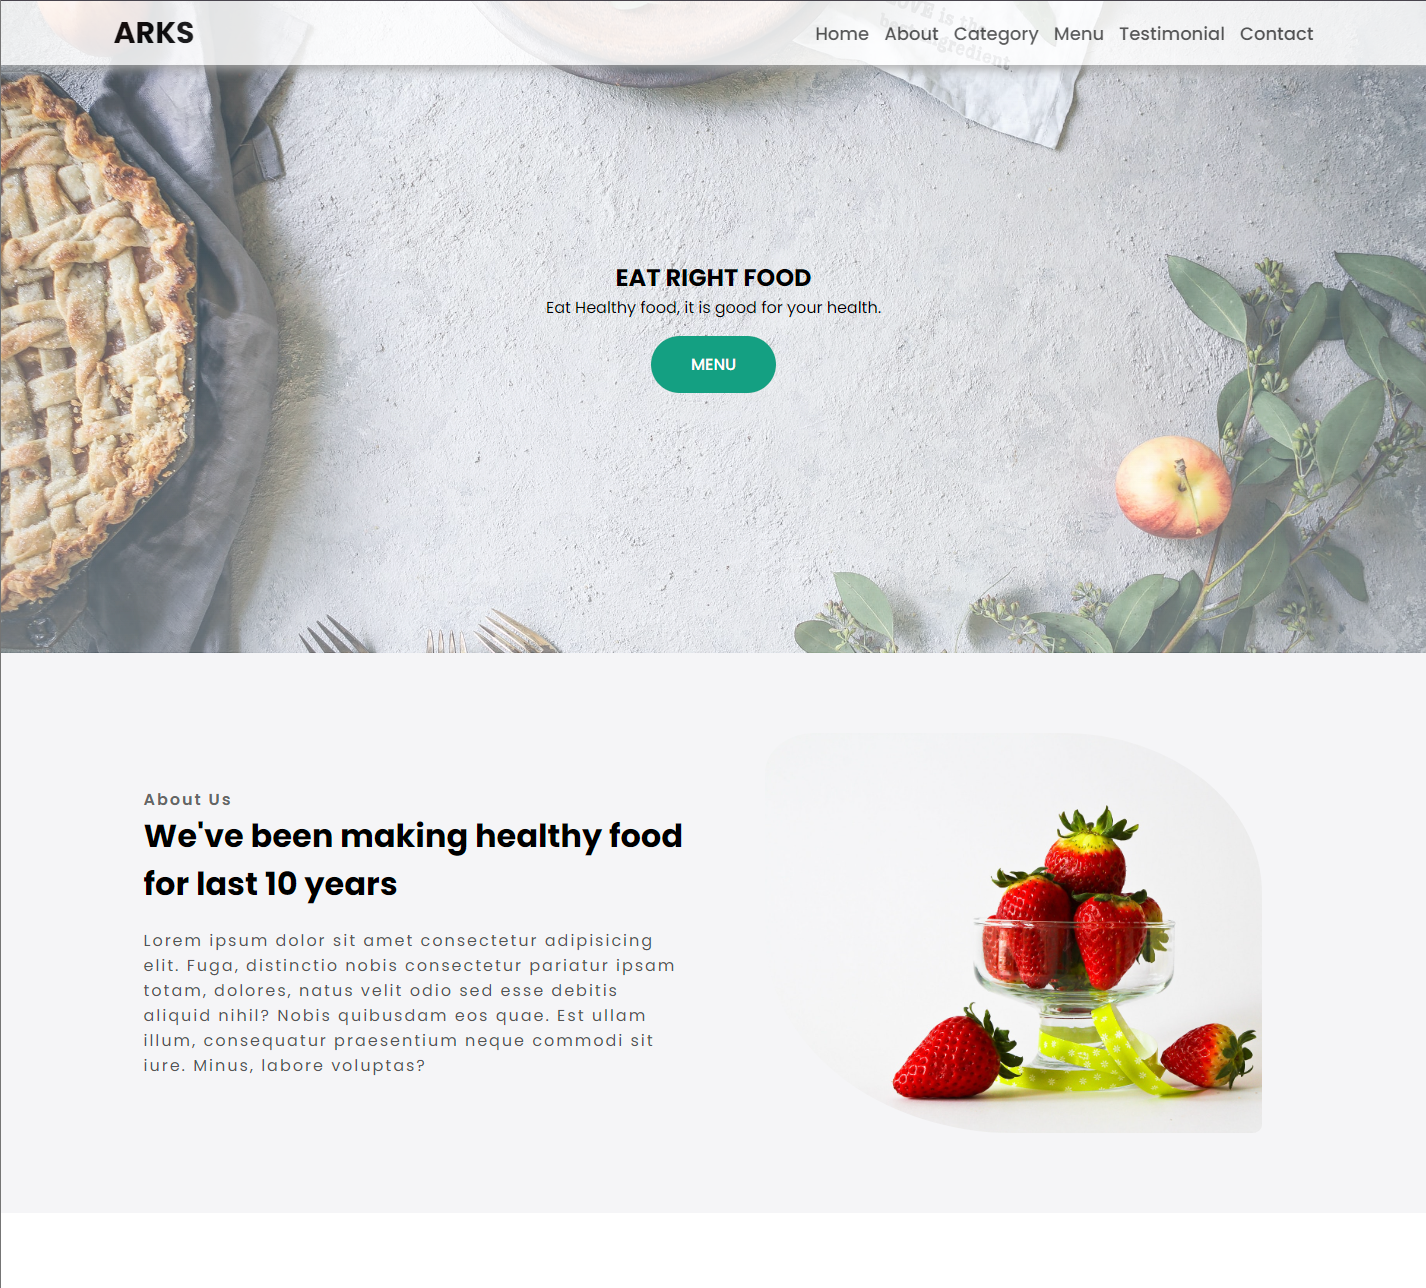 ARKS
Home About Category Menu Testimonial Contact
EAT RIGHT FOOD
Eat Healthy food, it is good for your health.
MENU
About Us
We've been making healthy food
for last 10 years
Lorem ipsum dolor sit amet consectetur adipisicing
elit. Fuga, distinctio nobis consectetur pariatur ipsam
totam, dolores, natus velit odio sed esse debitis
aliquid nihil? Nobis quibusdam eos quae. Est ullam
illum, consequatur praesentium neque commodi sit
iure. Minus, labore voluptas?